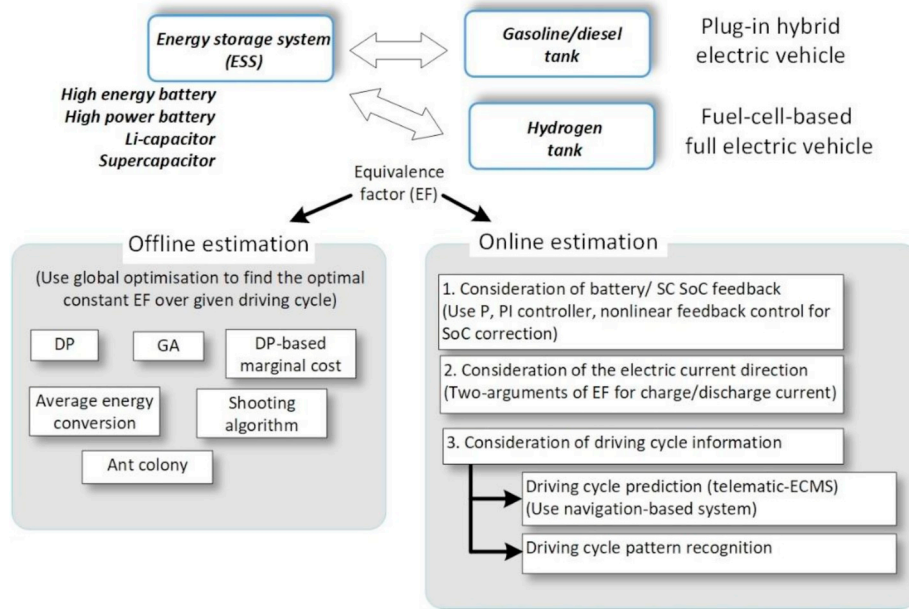 Energy storage system
(ESS)
Gasoline/diesel
tank
Plug-in hybrid
electric vehicle
High energy battery
High power battery
Li-capacitor
Supercapacitor
Hydrogen
tank
Fuel-cell-based
full electric vehicle
Equivalence
factor (EF)
Offline estimation
(Use global optimisation to find the optimal
constant EF over given driving cycle)
DP
GA
DP-based
marginal cost
Average energy
conversion
Shooting
algorithm
Ant colony
Online estimation
1. Consideration of battery/ SC SoC feedback
(Use P, PI controller, nonlinear feedback control for
SoC correction)
2. Consideration of the electric current direction
(Two-arguments of EF for charge/discharge current)
3. Consideration of driving cycle information
Driving cycle prediction (telematic-ECMS)
(Use navigation-based system)
Driving cycle pattern recognition